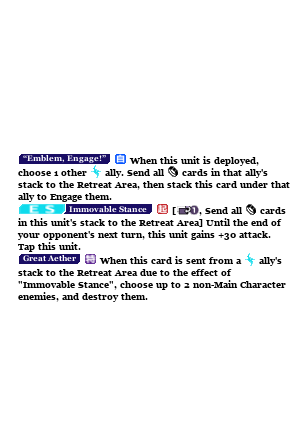 "Emblem, Engage!" 自 When this unit is deployed,
choose 1 other ally. Send all cards in that ally's
stack to the Retreat Area, then stack this card under that
ally to Engage them.
E S Immovable Stance 起 [ 1, Send all cards
in this unit's stack to the Retreat Area] Until the end of
your opponent's next turn, this unit gains +30 attack.
Tap this unit.
Great Aether 特 When this card is sent from a ally's
stack to the Retreat Area due to the effect of
"Immovable Stance", choose up to 2 non-Main Character
enemies, and destroy them.